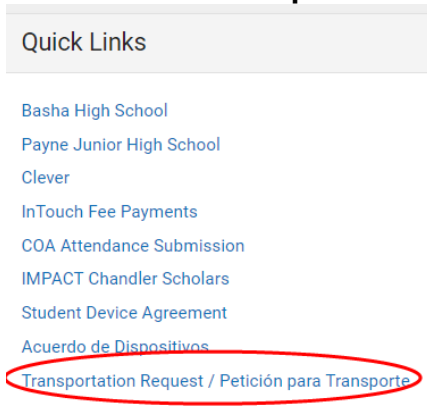 Quick Links
Basha High School
Payne Junior High School
Clever
InTouch Fee Payments
COA Attendance Submission
IMPACT Chandler Scholars
Student Device Agreement
Acuerdo de Dispositivos
Transportation Request / Petición para Transporte